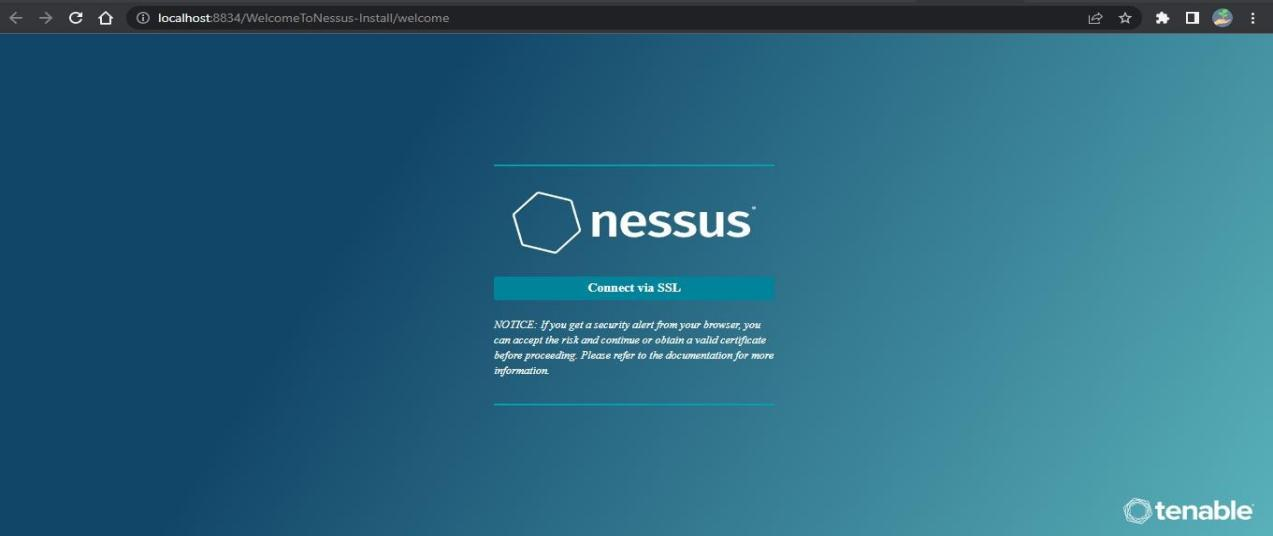 localhost:8834/WelcomeToNessus-Install/welcome
nessus
Connect via SSL
NOTICE: If you get a security alert from your browser, you
can accept the risk and continue or obtain a valid certificate
before proceeding. Please refer to the documentation for more
information.
tenable